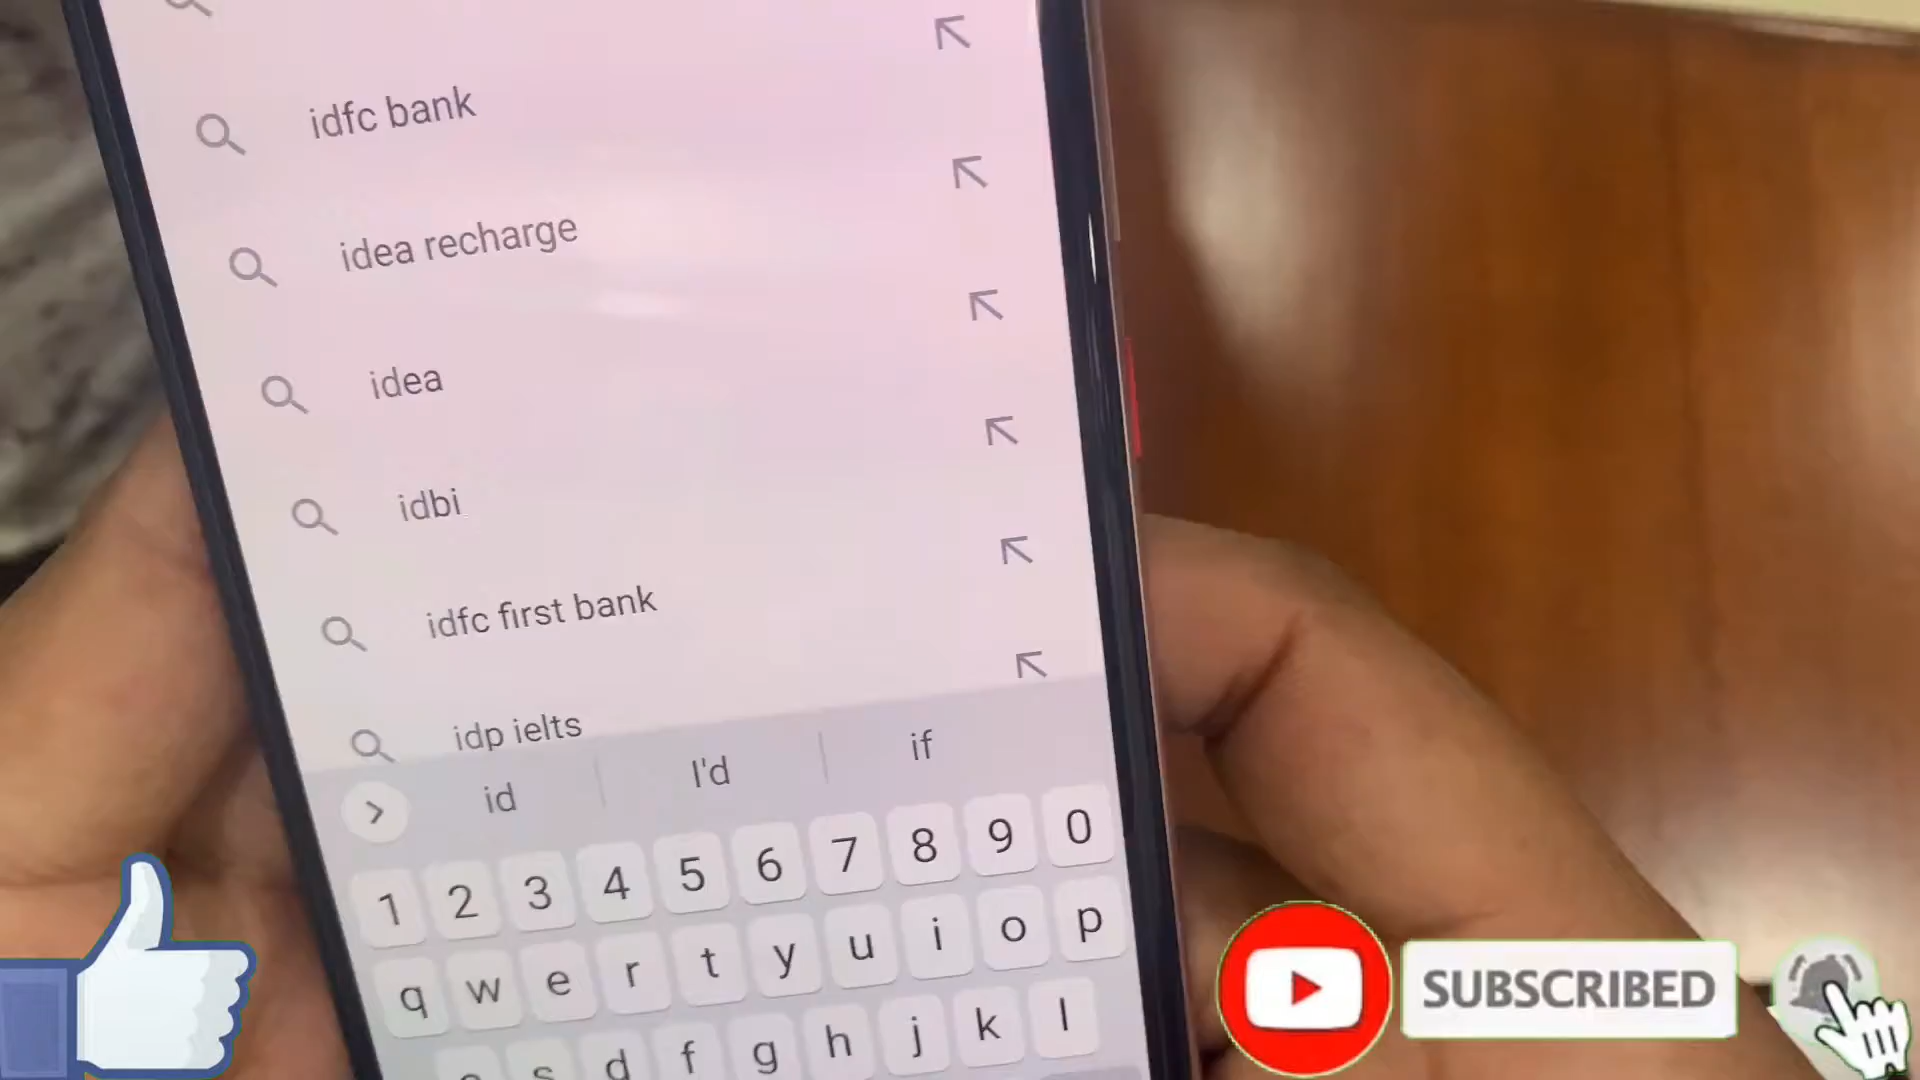 idfc bank
idea recharge
idea
idbi
idfc first bank
idp ielts
id I'd if
1 2 3 4 5 6 7 8 9 0
q w e r t y u i o p
s d f g h j k l
SUBSCRIBED